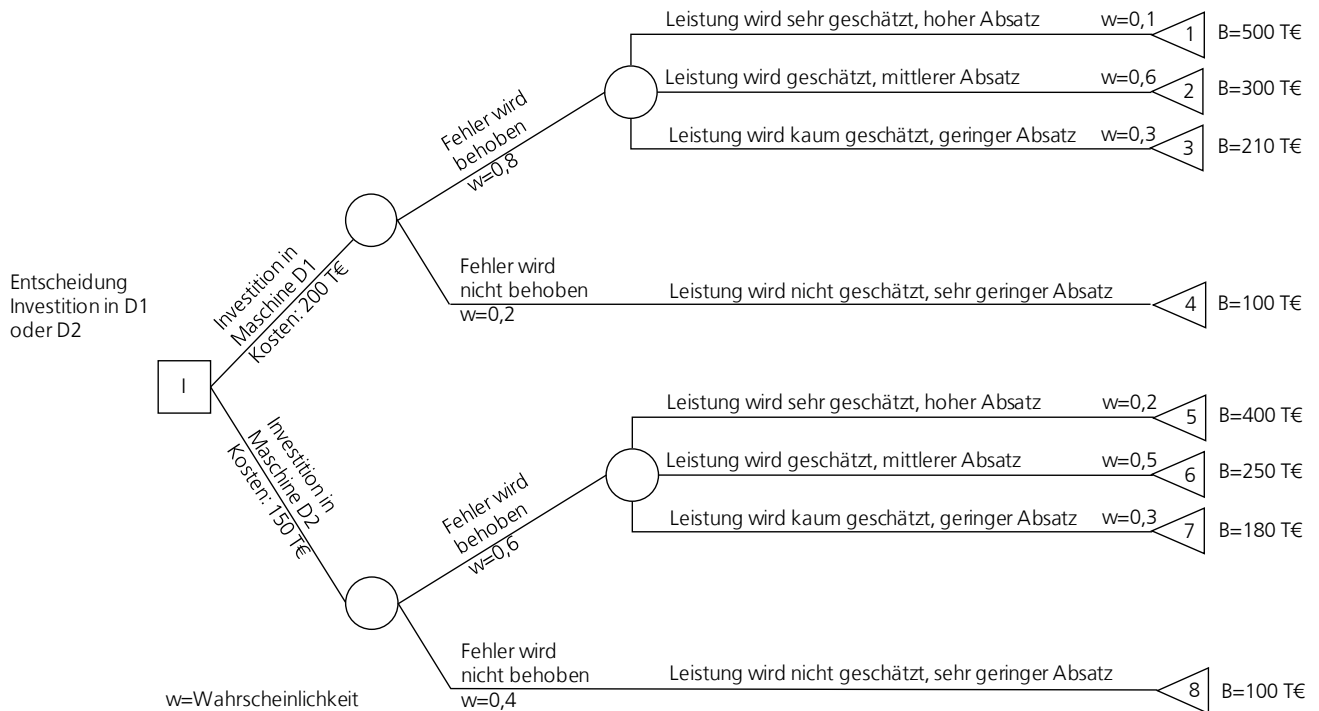 Leistung wird sehr geschätzt, hoher Absatz w=0,1 1 B=500 T€
Leistung wird geschätzt, mittlerer Absatz w=0,6 2 B=300 T€
Leistung wird kaum geschätzt, geringer Absatz w=0,3 3 B=210 T€
Fehler wird
behoben
w=0,8
Fehler wird
nicht behoben
w=0,2
Leistung wird nicht geschätzt, sehr geringer Absatz 4 B=100 T€
Investition in
Maschine D1
Kosten: 200 T€
Entscheidung
Investition in D1
oder D2
I
Investition in
Maschine D2
Kosten: 150 T€
Leistung wird sehr geschätzt, hoher Absatz w=0,2 5 B=400 T€
Leistung wird geschätzt, mittlerer Absatz w=0,5 6 B=250 T€
Leistung wird kaum geschätzt, geringer Absatz w=0,3 7 B=180 T€
Fehler wird
behoben
w=0,6
Fehler wird
nicht behoben
w=0,4
Leistung wird nicht geschätzt, sehr geringer Absatz 8 B=100 T€
w=Wahrscheinlichkeit